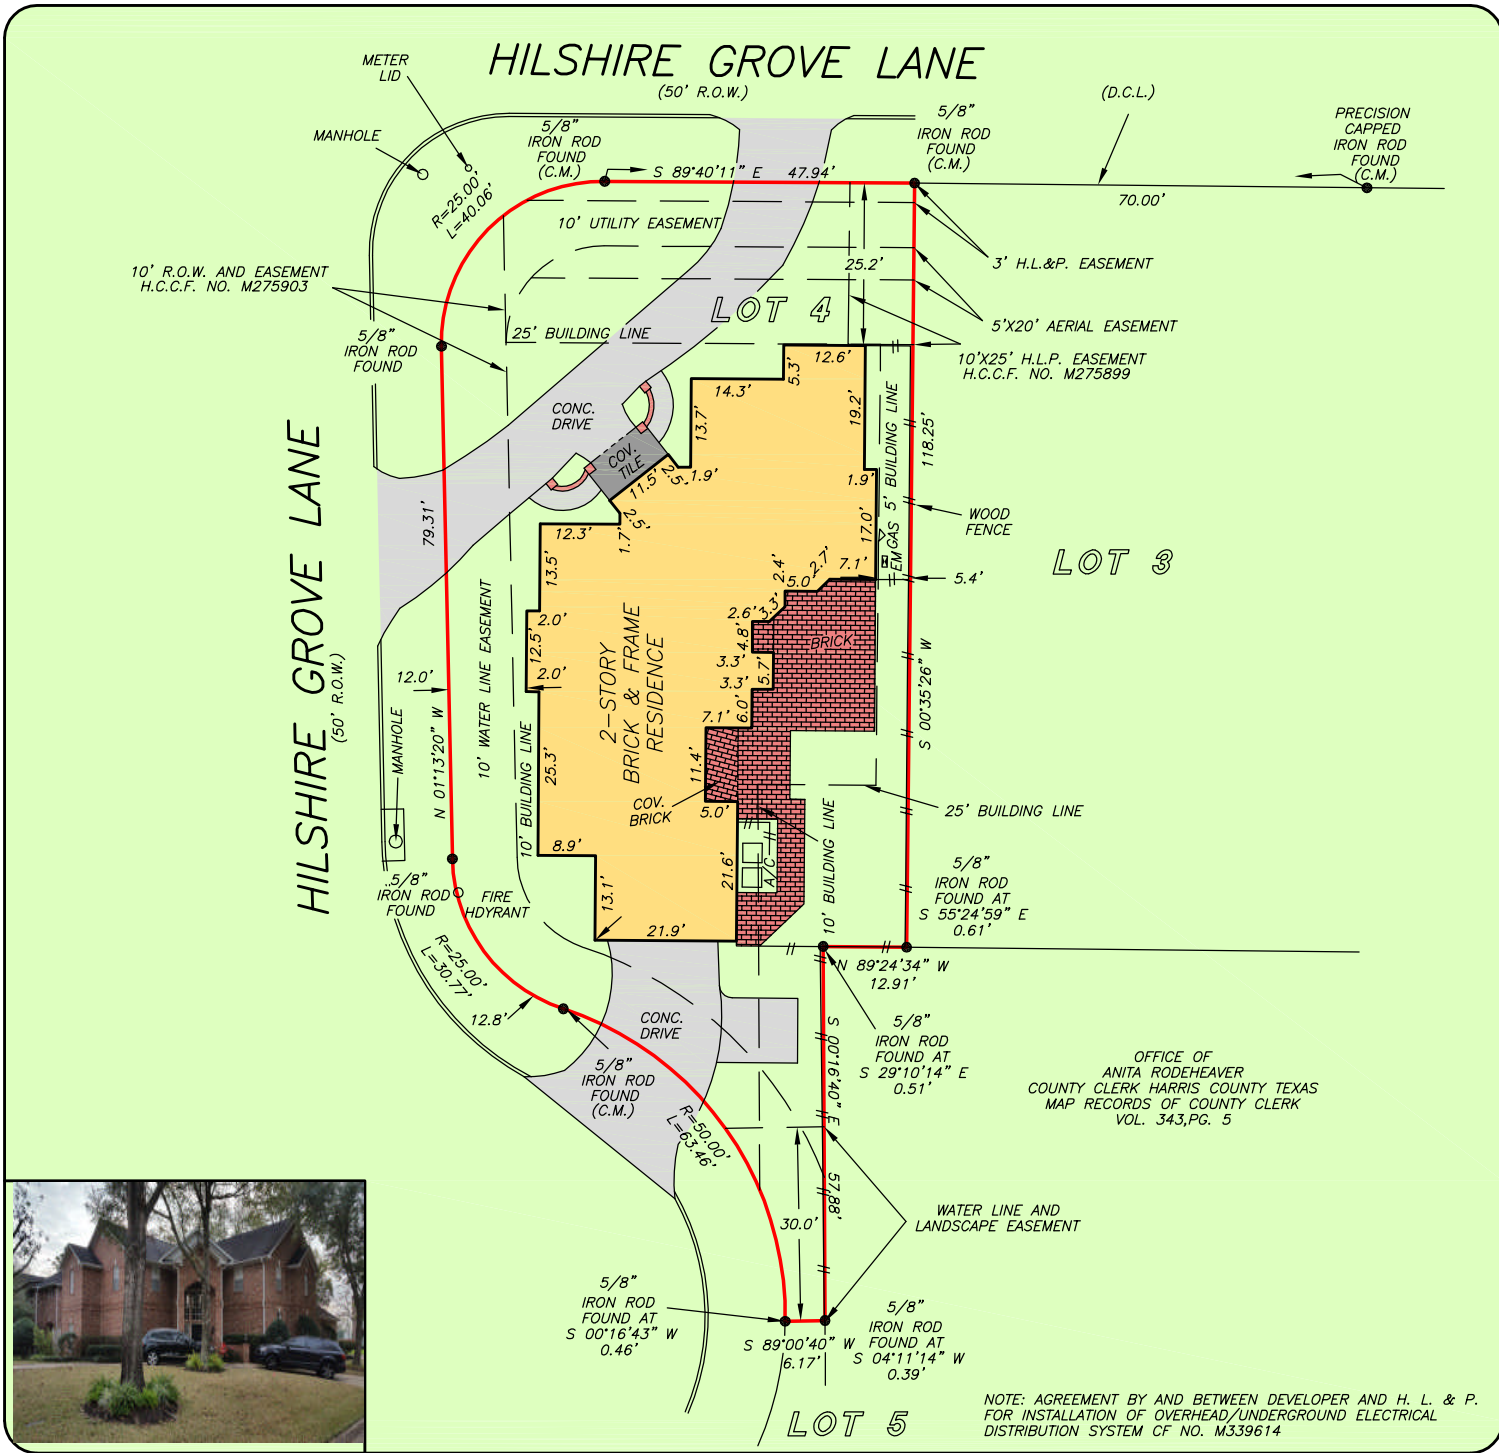 HILSHIRE GROVE LANE
(50' R.O.W.)
METER
LID
MANHOLE
5/8"
IRON ROD
FOUND
(C.M.)
5/8"
IRON ROD
FOUND
(C.M.)
(D.C.L.)
PRECISION
CAPPED
IRON ROD
FOUND
(C.M.)
S 89°40'11" E 47.94'
70.00'
R=25.00'
L=40.06'
10' UTILITY EASEMENT
25.2'
3' H.L.&P. EASEMENT
10' R.O.W. AND EASEMENT
H.C.C.F. NO. M275903
LOT 4
5'X20' AERIAL EASEMENT
25' BUILDING LINE
5/8"
IRON ROD
FOUND
10'X25' H.L.P. EASEMENT
H.C.C.F. NO. M275899
12.6'
5.3'
14.3'
19.2'
13.7'
CONC.
DRIVE
COV.
TILE
11.5'
2.5'
1.9'
1.9'
118.25'
EM GAS 5' BUILDING LINE
HILSHIRE GROVE LANE
(50' R.O.W.)
79.31'
N 01°13'20" W
2.5'
1.7'
12.3'
17.0'
WOOD
FENCE
LOT 3
13.5'
2.4'
2.7'
7.1'
5.0'
5.4'
10' WATER LINE EASEMENT
2.0'
12.5'
2.0'
2-STORY
BRICK & FRAME
RESIDENCE
2.6'
3.3'
4.8'
BRICK
3.3'
5.7'
3.3'
6.0'
7.1'
S 00°35'26" W
12.0'
MANHOLE
10' BUILDING LINE
25.3'
11.4'
COV.
BRICK
5.0'
25' BUILDING LINE
10' BUILDING LINE
8.9'
21.6'
A/C
5/8"
IRON ROD
FOUND
FIRE
HDYRANT
13.1'
21.9'
5/8"
IRON ROD
FOUND AT
S 55°24'59" E
0.61'
R=25.00'
L=30.77'
12.8'
N 89°24'34" W
12.91'
CONC.
DRIVE
5/8"
IRON ROD
FOUND AT
S 29°10'14" E
0.51'
5/8"
IRON ROD
FOUND
(C.M.)
S 00°16'40" E
57.88'
OFFICE OF
ANITA RODEHEAVER
COUNTY CLERK HARRIS COUNTY TEXAS
MAP RECORDS OF COUNTY CLERK
VOL. 343,PG. 5
R=50.00'
L=63.46'
30.0'
WATER LINE AND
LANDSCAPE EASEMENT
5/8"
IRON ROD
FOUND AT
S 00°16'43" W
0.46'
S 89°00'40" W
6.17'
5/8"
IRON ROD
FOUND AT
S 04°11'14" W
0.39'
LOT 5
NOTE: AGREEMENT BY AND BETWEEN DEVELOPER AND H. L. & P.
FOR INSTALLATION OF OVERHEAD/UNDERGROUND ELECTRICAL
DISTRIBUTION SYSTEM CF NO. M339614